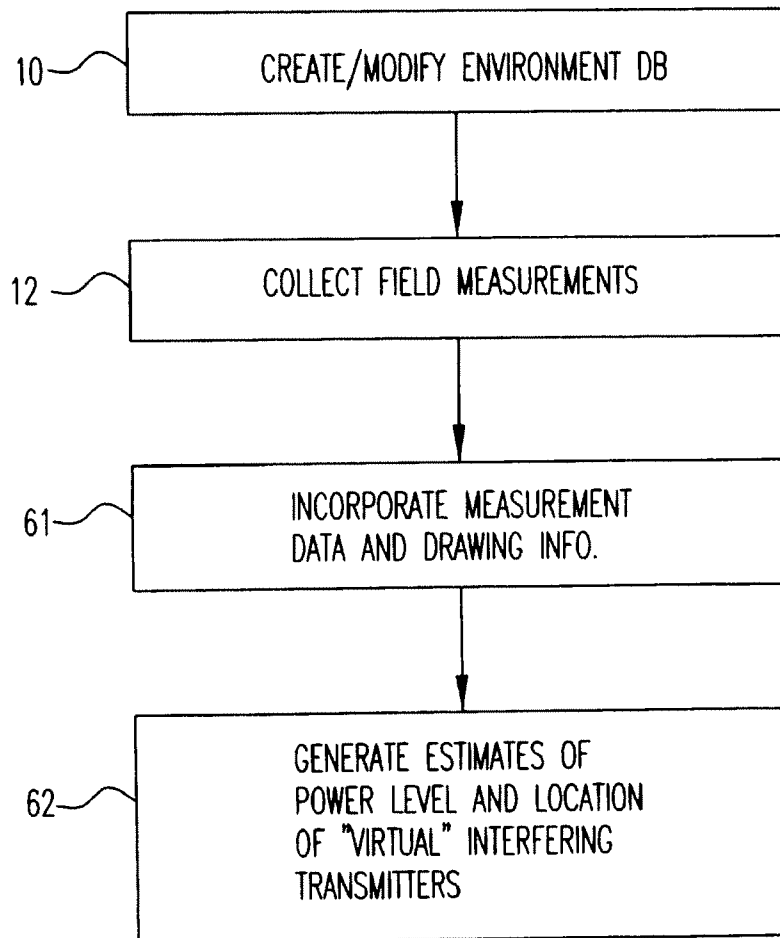 10
CREATE/MODIFY ENVIRONMENT DB
12
COLLECT FIELD MEASUREMENTS
61
INCORPORATE MEASUREMENT
DATA AND DRAWING INFO.
62
GENERATE ESTIMATES OF
POWER LEVEL AND LOCATION
OF "VIRTUAL" INTERFERING
TRANSMITTERS